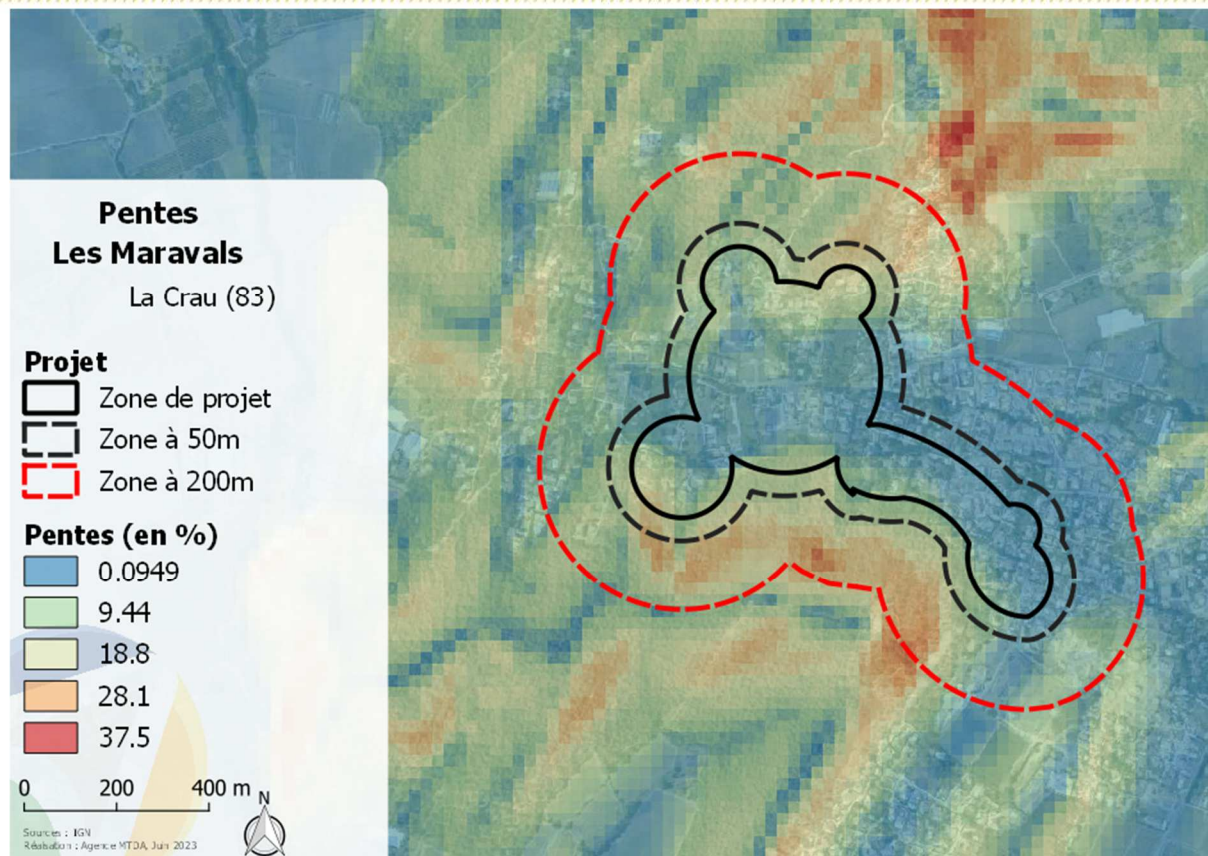 Pentes
Les Maravals
La Crau (83)
Projet
Zone de projet
Zone à 50m
Zone à 200m
Pentes (en %)
0.0949
9.44
18.8
28.1
37.5
0 200 400 m
N
Sources : IGN
Réalisation : Agence MTDA, Juin 2023